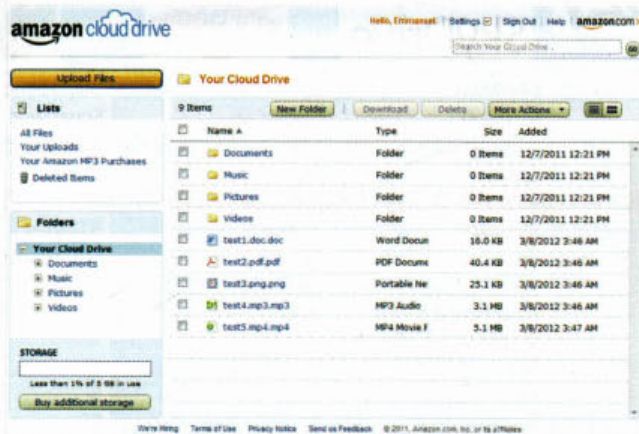 amazon cloud drive
Hello, Emmanuel Settings Sign Out Help amazon.com
Search Your Cloud Drive
GO
Upload Files
Your Cloud Drive
Lists
9 Items New Folder Download Delete More Actions
All Files
Your Uploads
Your Amazon MP3 Purchases
Deleted Items
Name Type Size Added
Documents Folder 0 Items 12/7/2011 12:21 PM
Music Folder 0 Items 12/7/2011 12:21 PM
Pictures Folder 0 Items 12/7/2011 12:21 PM
Videos Folder 0 Items 12/7/2011 12:21 PM
test1.doc.doc Word Docum 16.0 KB 3/8/2012 3:46 AM
test2.pdf.pdf PDF Docume 40.4 KB 3/8/2012 3:46 AM
test3.png.png Portable Ne 25.1 KB 3/8/2012 3:46 AM
test4.mp3.mp3 MP3 Audio 3.1 MB 3/8/2012 3:46 AM
test5.mp4.mp4 MP4 Movie F 5.1 MB 3/8/2012 3:47 AM
Folders
Your Cloud Drive
Documents
Music
Pictures
Videos
STORAGE
Less than 1% of 5 GB in use
Buy additional storage
We're Hiring Terms of Use Privacy Notice Send us Feedback © 2011, Amazon.com, Inc. or its affiliates